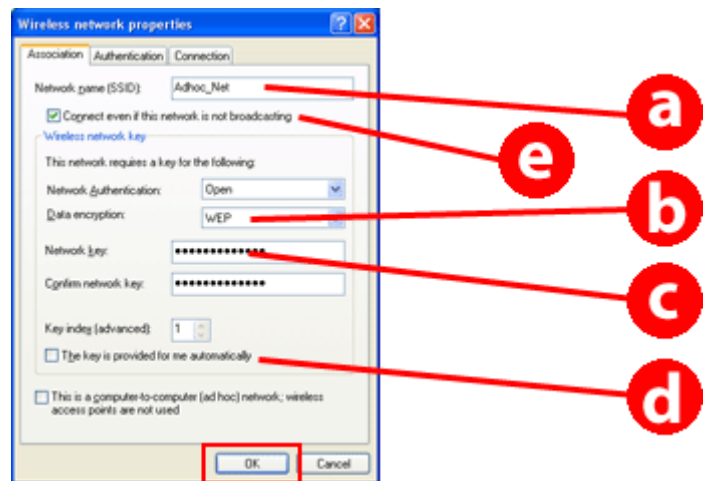 Wireless network properties
Association Authentication Connection
Network name (SSID): Adhoc_Net
a
Connect even if this network is not broadcasting
e
Wireless network key
This network requires a key for the following:
Network Authentication: Open
Data encryption: WEP
b
Network key: •••••••••••••
c
Confirm network key: •••••••••••••
Key index (advanced): 1
The key is provided for me automatically
d
This is a computer-to-computer (ad hoc) network; wireless
access points are not used
OK Cancel